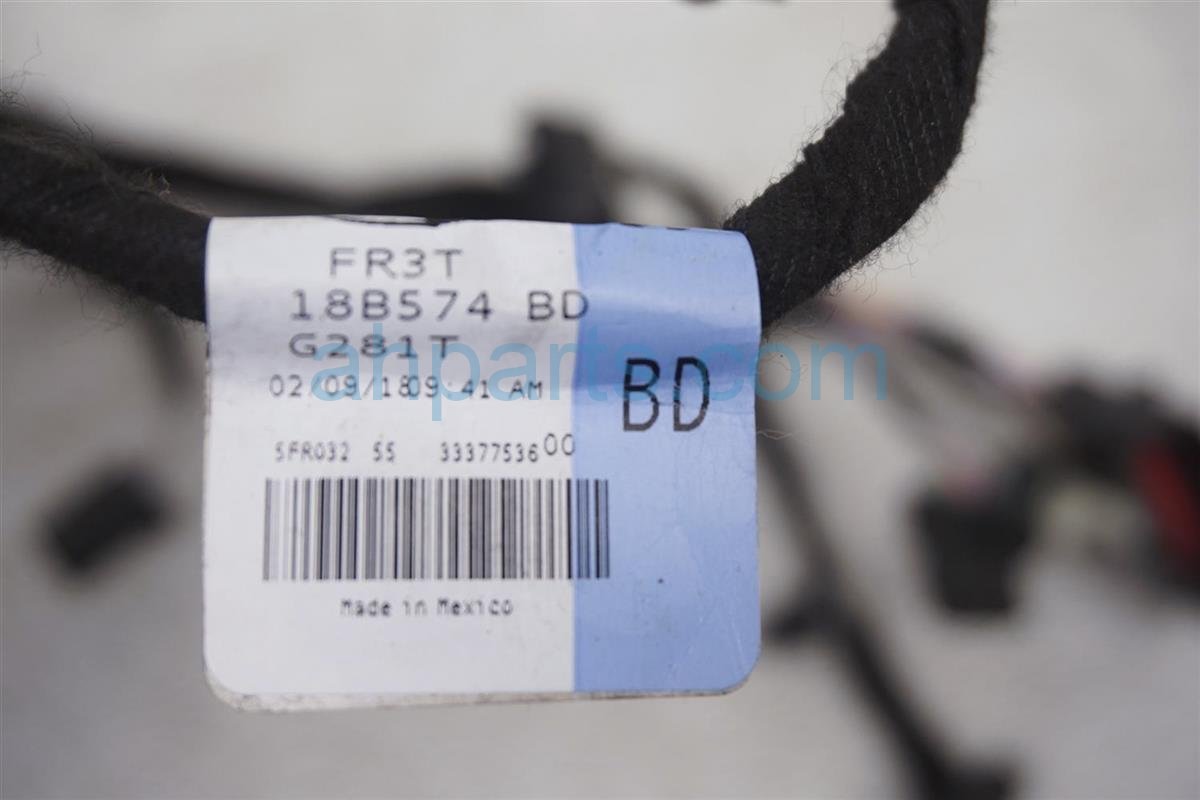 FR3T
18B574 BD
G281T
02/09/18 09:41 AM
BD
5FR032 55 33377536 00
Made in Mexico
ahparts.com